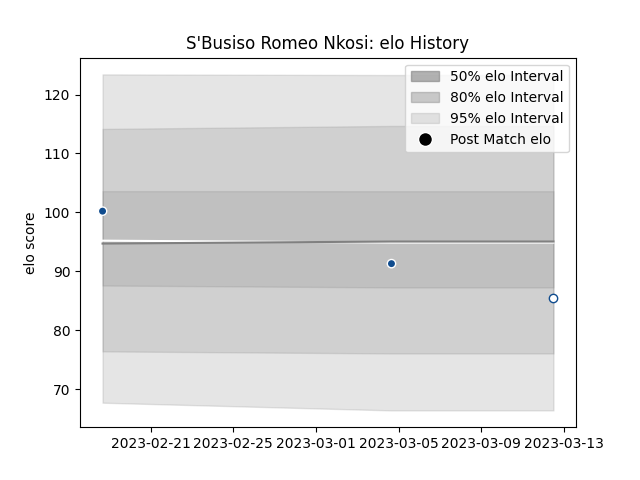 S'Busiso Romeo Nkosi: elo History
50% elo Interval
80% elo Interval
95% elo Interval
Post Match elo
elo score
120
110
100
90
80
70
2023-02-21 2023-02-25 2023-03-01 2023-03-05 2023-03-09 2023-03-13